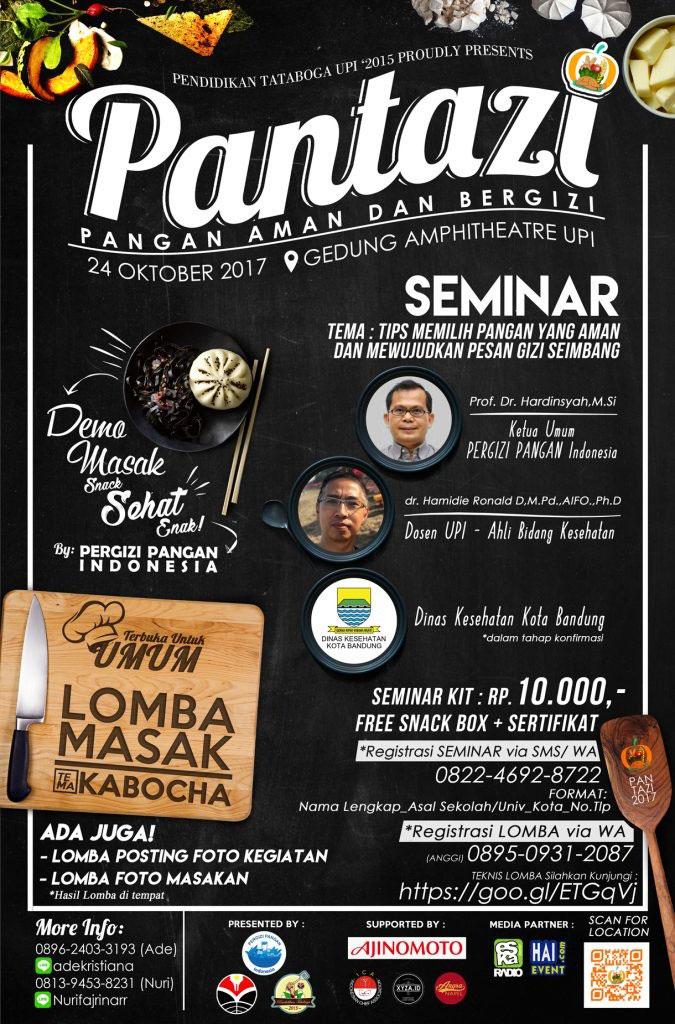 PENDIDIKAN TATABOGA UPI '2015 PROUDLY PRESENTS
Pantazi
PANGAN AMAN DAN BERGIZI
24 OKTOBER 2017 GEDUNG AMPHITHEATRE UPI
SEMINAR
TEMA : TIPS MEMILIH PANGAN YANG AMAN
DAN MEWUJUDKAN PESAN GIZI SEIMBANG
Demo
Masak
Snack
Sehat
Enak!
By: PERGIZI PANGAN
INDONESIA
Prof. Dr. Hardinsyah,M.Si
Ketua Umum
PERGIZI PANGAN Indonesia
dr. Hamidie Ronald D,M.Pd.,AIFO.,Ph.D
Dosen UPI - Ahli Bidang Kesehatan
DINAS KESEHATAN
KOTA BANDUNG
Dinas Kesehatan Kota Bandung
*dalam tahap konfirmasi
Terbuka Untuk
UMUM
LOMBA
MASAK
TEMA KABOCHA
SEMINAR KIT : RP. 10.000,-
FREE SNACK BOX + SERTIFIKAT
*Registrasi SEMINAR via SMS/ WA
0822-4692-8722
FORMAT:
Nama Lengkap_Asal Sekolah/Univ_Kota_No.Tlp
*Registrasi LOMBA via WA
(ANGGI) 0895-0931-2087
TEKNIS LOMBA Silahkan Kunjungi :
https://goo.gl/ETGqVj
PAN
TAZI
2017
ADA JUGA!
- LOMBA POSTING FOTO KEGIATAN
- LOMBA FOTO MASAKAN
*Hasil Lomba di tempat
More Info:
0896-2403-3193 (Ade)
adekristiana
0813-9453-8231 (Nuri)
Nurifajrinarr
PRESENTED BY :
PERGIZI PANGAN
Indonesia
2015
SUPPORTED BY :
AJINOMOTO
ICA
XYZA.ID
MEDIA PARTNER :
RADIO
HAI
EVENT
.com
SCAN FOR
LOCATION